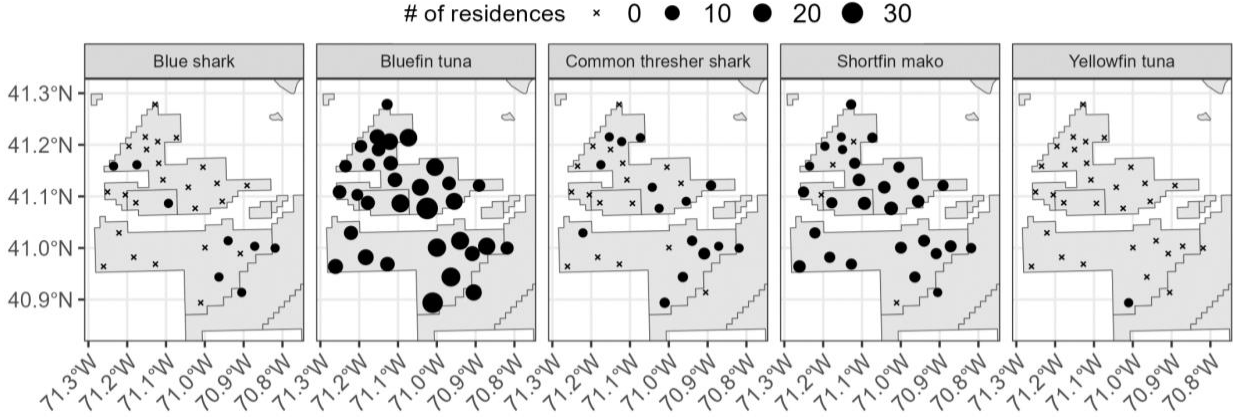 # of residences × 0 ● 10 ● 20 ● 30
Blue shark Bluefin tuna Common thresher shark Shortfin mako Yellowfin tuna
41.3°N
41.2°N
41.1°N
41.0°N
40.9°N
71.3°W 71.2°W 71.1°W 71.0°W 70.9°W 70.8°W 71.3°W 71.2°W 71.1°W 71.0°W 70.9°W 70.8°W 71.3°W 71.2°W 71.1°W 71.0°W 70.9°W 70.8°W 71.3°W 71.2°W 71.1°W 71.0°W 70.9°W 70.8°W 71.3°W 71.2°W 71.1°W 71.0°W 70.9°W 70.8°W